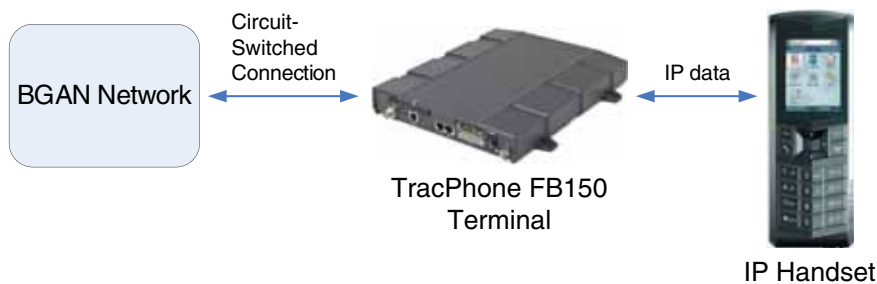 Circuit-
Switched
Connection
BGAN Network
IP data
TracPhone FB150
Terminal
IP Handset